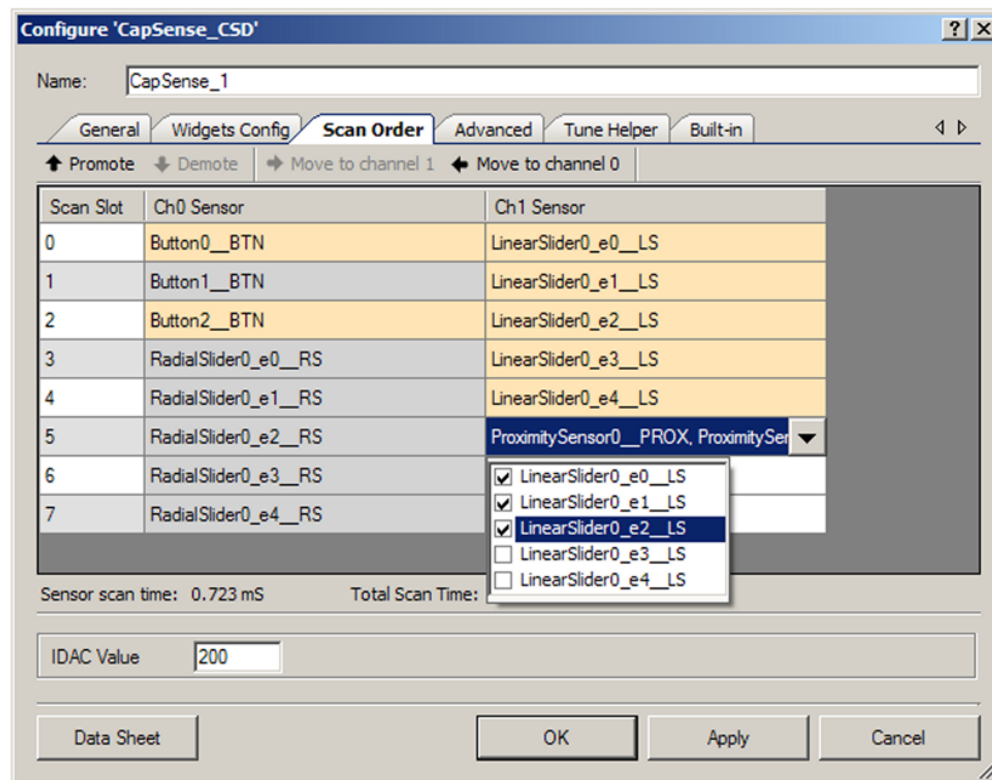 Configure 'CapSense_CSD'
Name: CapSense_1
General Widgets Config Scan Order Advanced Tune Helper Built-in
Promote Demote Move to channel 1 Move to channel 0
Scan Slot Ch0 Sensor Ch1 Sensor
0 Button0__BTN LinearSlider0_e0__LS
1 Button1__BTN LinearSlider0_e1__LS
2 Button2__BTN LinearSlider0_e2__LS
3 RadialSlider0_e0__RS LinearSlider0_e3__LS
4 RadialSlider0_e1__RS LinearSlider0_e4__LS
5 RadialSlider0_e2__RS ProximitySensor0__PROX, ProximitySer
6 RadialSlider0_e3__RS
7 RadialSlider0_e4__RS
LinearSlider0_e0__LS
LinearSlider0_e1__LS
LinearSlider0_e2__LS
LinearSlider0_e3__LS
LinearSlider0_e4__LS
Sensor scan time: 0.723 mS Total Scan Time:
IDAC Value 200
Data Sheet OK Apply Cancel